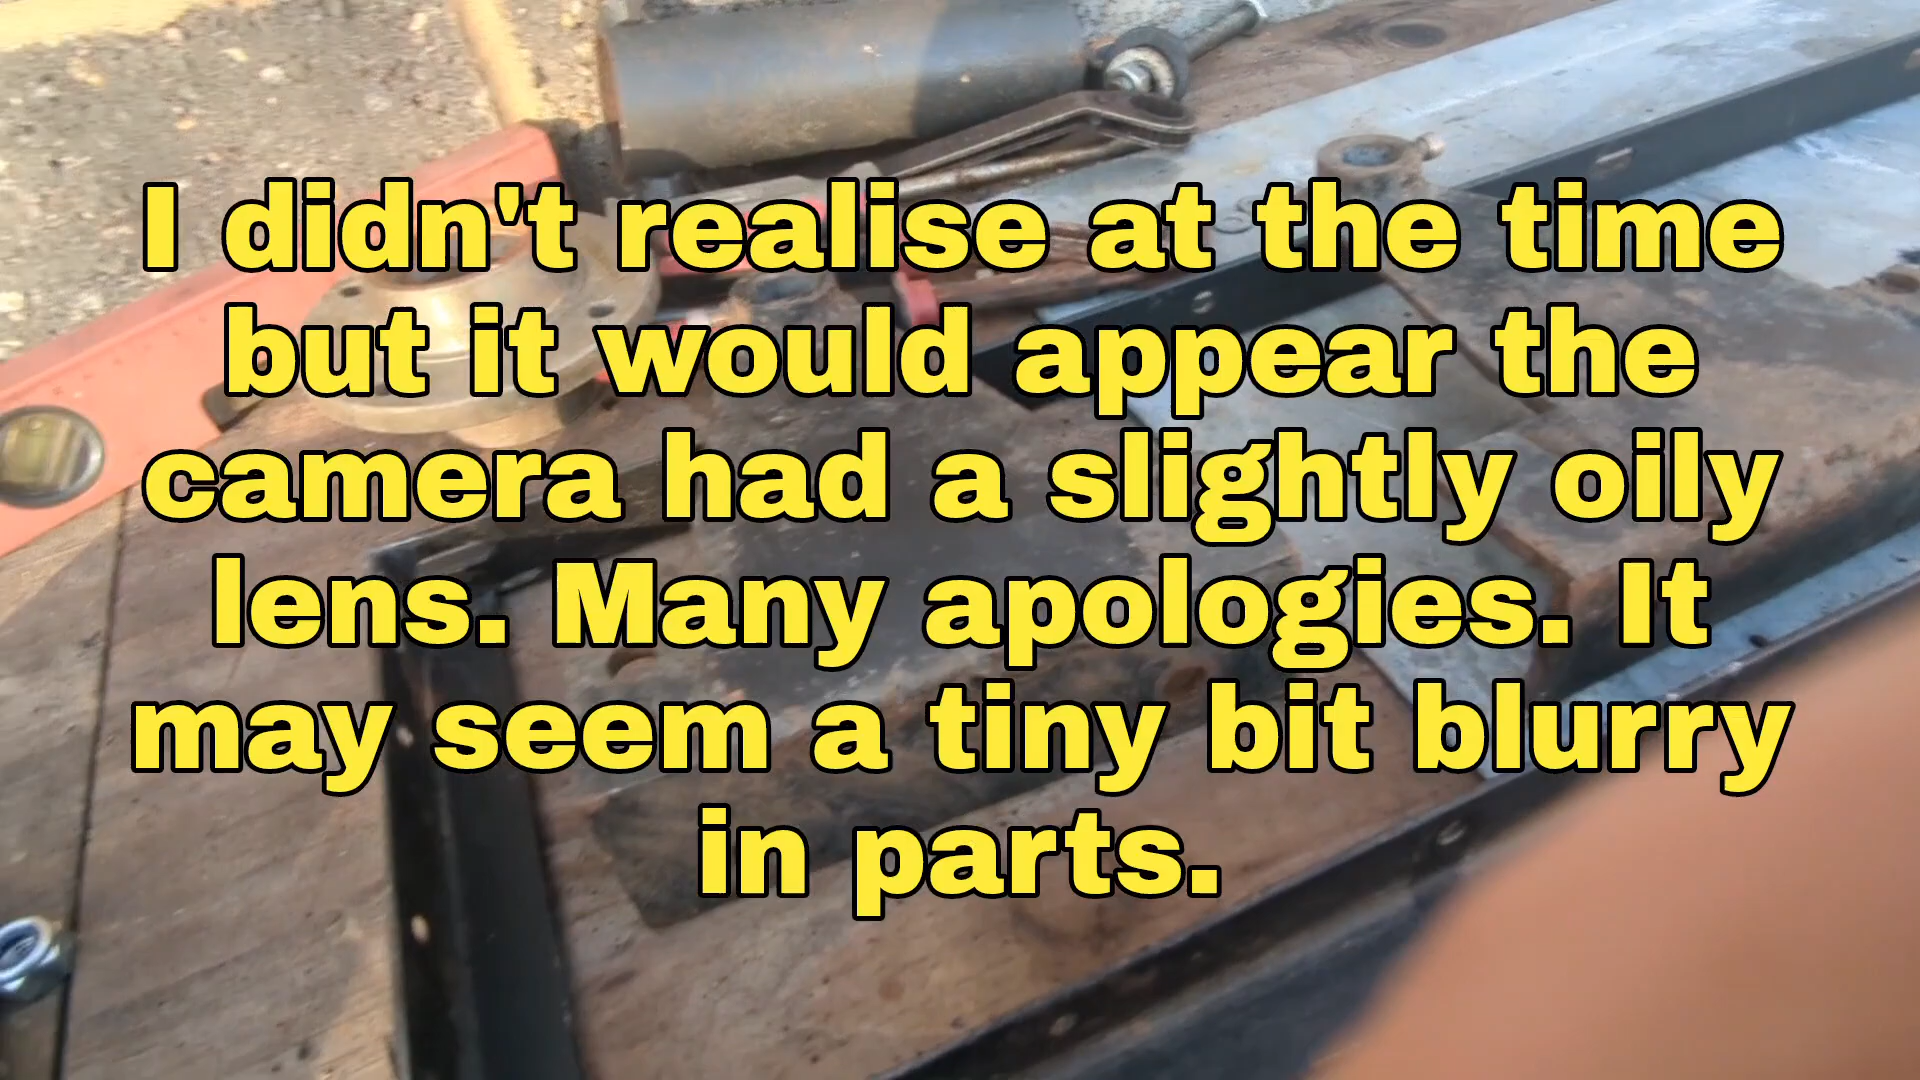 I didn't realise at the time
but it would appear the
camera had a slightly oily
lens. Many apologies. It
may seem a tiny bit blurry
in parts.